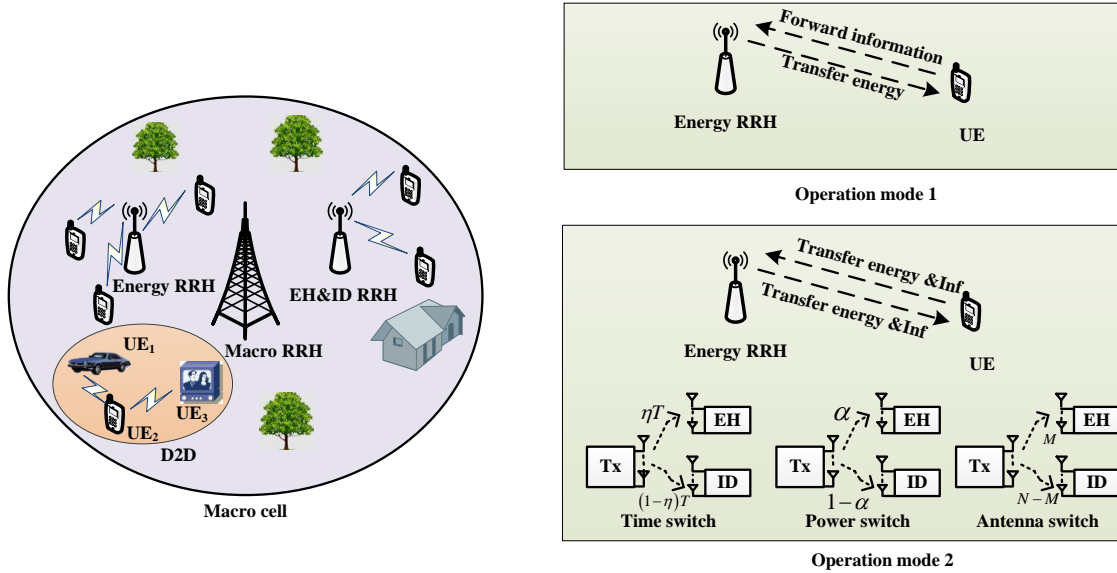 Energy RRH
EH&ID RRH
Macro RRH
UE₁
UE₂
UE₃
D2D
Macro cell
Forward information
Transfer energy
Energy RRH
UE
Operation mode 1
Transfer energy &Inf
Transfer energy &Inf
Energy RRH
UE
Tx
ηT
EH
(1−η)T
ID
Time switch
Tx
α
EH
1−α
ID
Power switch
Tx
M
EH
N−M
ID
Antenna switch
Operation mode 2